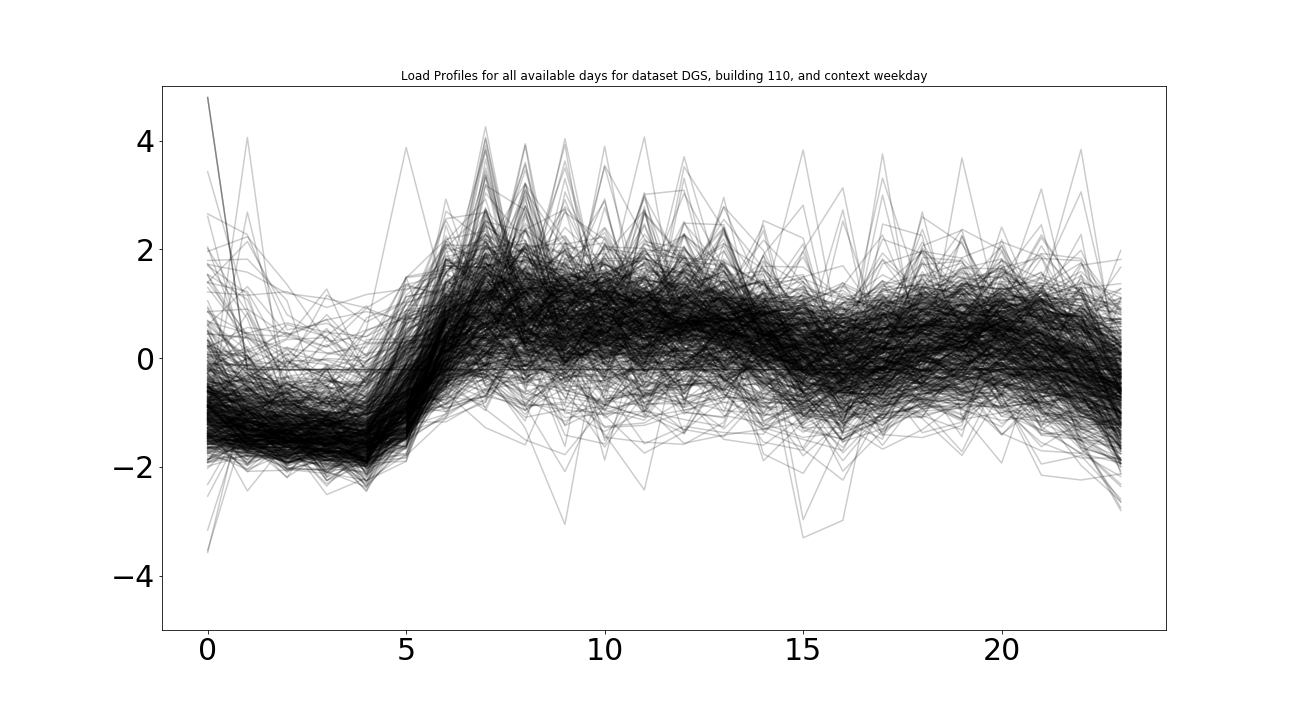 Load Profiles for all available days for dataset DGS, building 110, and context weekday
4
2
0
−2
−4
0 5 10 15 20